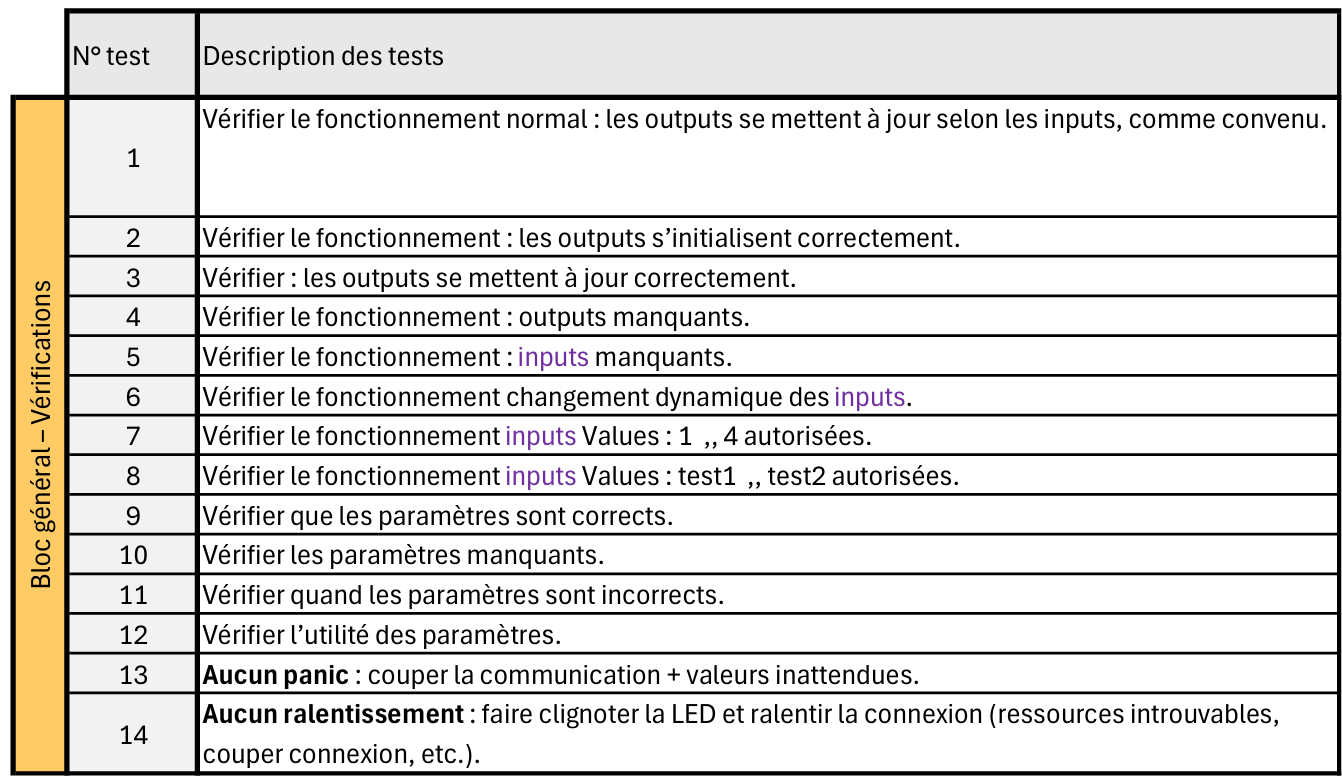 N° test
Description des tests
Bloc général – Vérifications
1
Vérifier le fonctionnement normal : les outputs se mettent à jour selon les inputs, comme convenu.
2
Vérifier le fonctionnement : les outputs s’initialisent correctement.
3
Vérifier : les outputs se mettent à jour correctement.
4
Vérifier le fonctionnement : outputs manquants.
5
Vérifier le fonctionnement : inputs manquants.
6
Vérifier le fonctionnement changement dynamique des inputs.
7
Vérifier le fonctionnement inputs Values : 1 ,, 4 autorisées.
8
Vérifier le fonctionnement inputs Values : test1 ,, test2 autorisées.
9
Vérifier que les paramètres sont corrects.
10
Vérifier les paramètres manquants.
11
Vérifier quand les paramètres sont incorrects.
12
Vérifier l’utilité des paramètres.
13
Aucun panic : couper la communication + valeurs inattendues.
14
Aucun ralentissement : faire clignoter la LED et ralentir la connexion (ressources introuvables,
couper connexion, etc.).